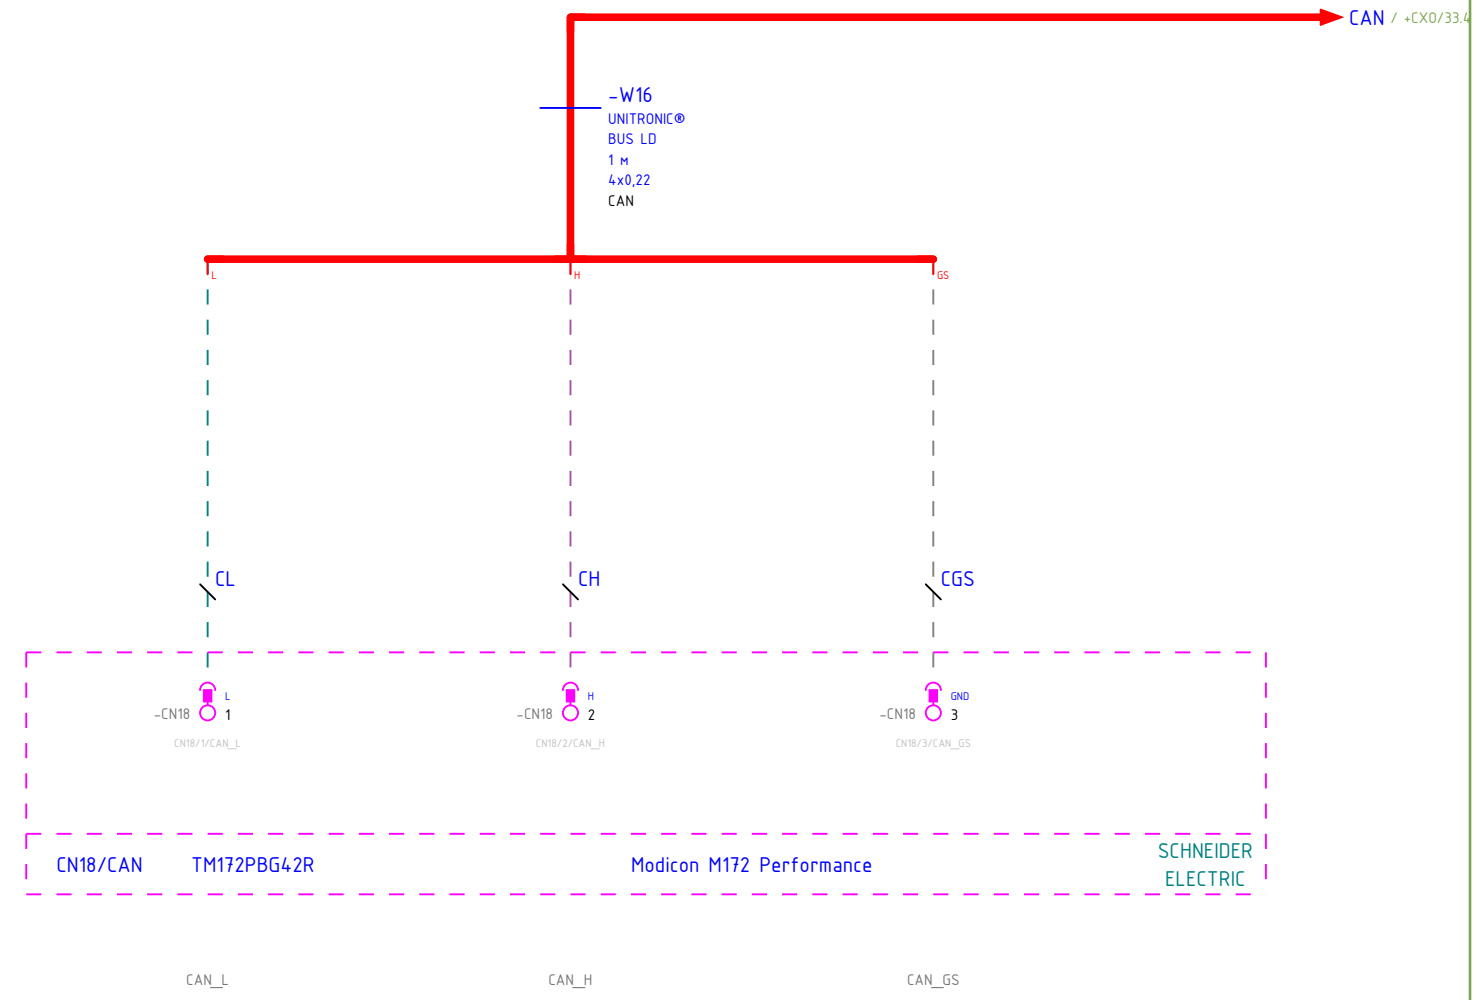 CAN / +CX0/33.4
-W16
UNITRONIC®
BUS LD
1 м
4x0,22
CAN
L H GS
CL CH CGS
L H GND
-CN18 1 -CN18 2 -CN18 3
CN18/1/CAN_L CN18/2/CAN_H CN18/3/CAN_GS
CN18/CAN TM172PBG42R Modicon M172 Performance SCHNEIDER
ELECTRIC
CAN_L CAN_H CAN_GS